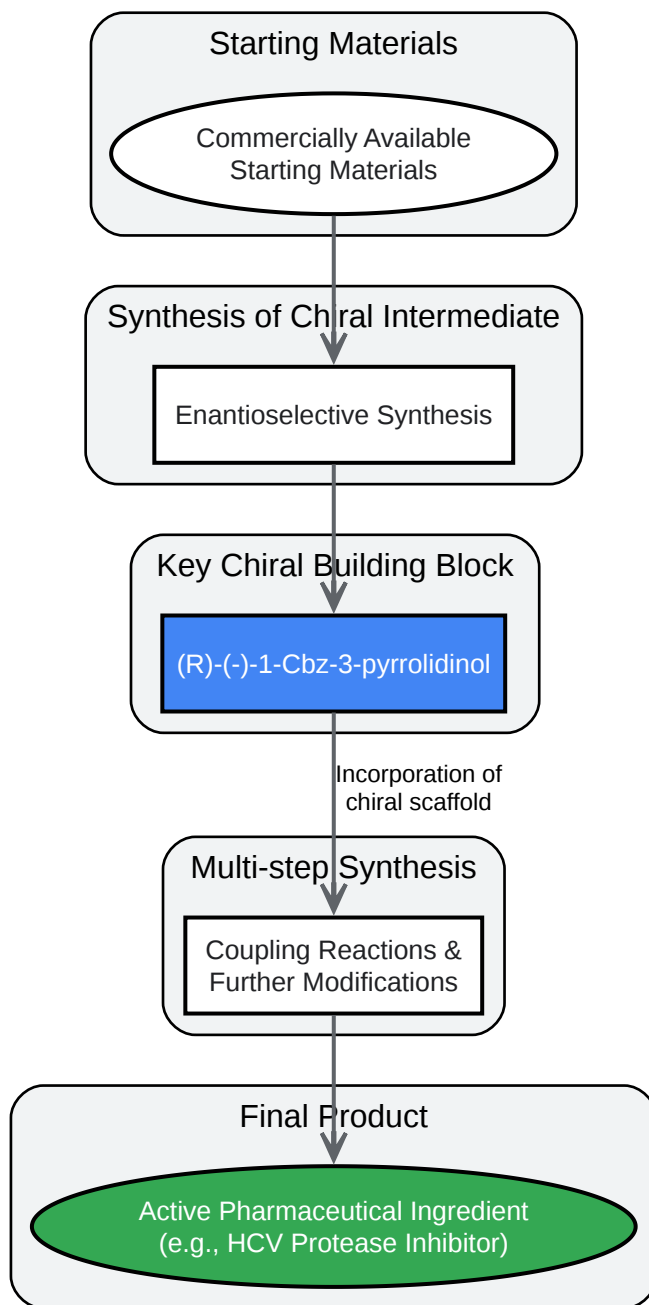 Starting Materials
Commercially Available
Starting Materials
Synthesis of Chiral Intermediate
Enantioselective Synthesis
Key Chiral Building Block
(R)-(-)-1-Cbz-3-pyrrolidinol
Incorporation of
chiral scaffold
Multi-step Synthesis
Coupling Reactions &
Further Modifications
Final Product
Active Pharmaceutical Ingredient
(e.g., HCV Protease Inhibitor)